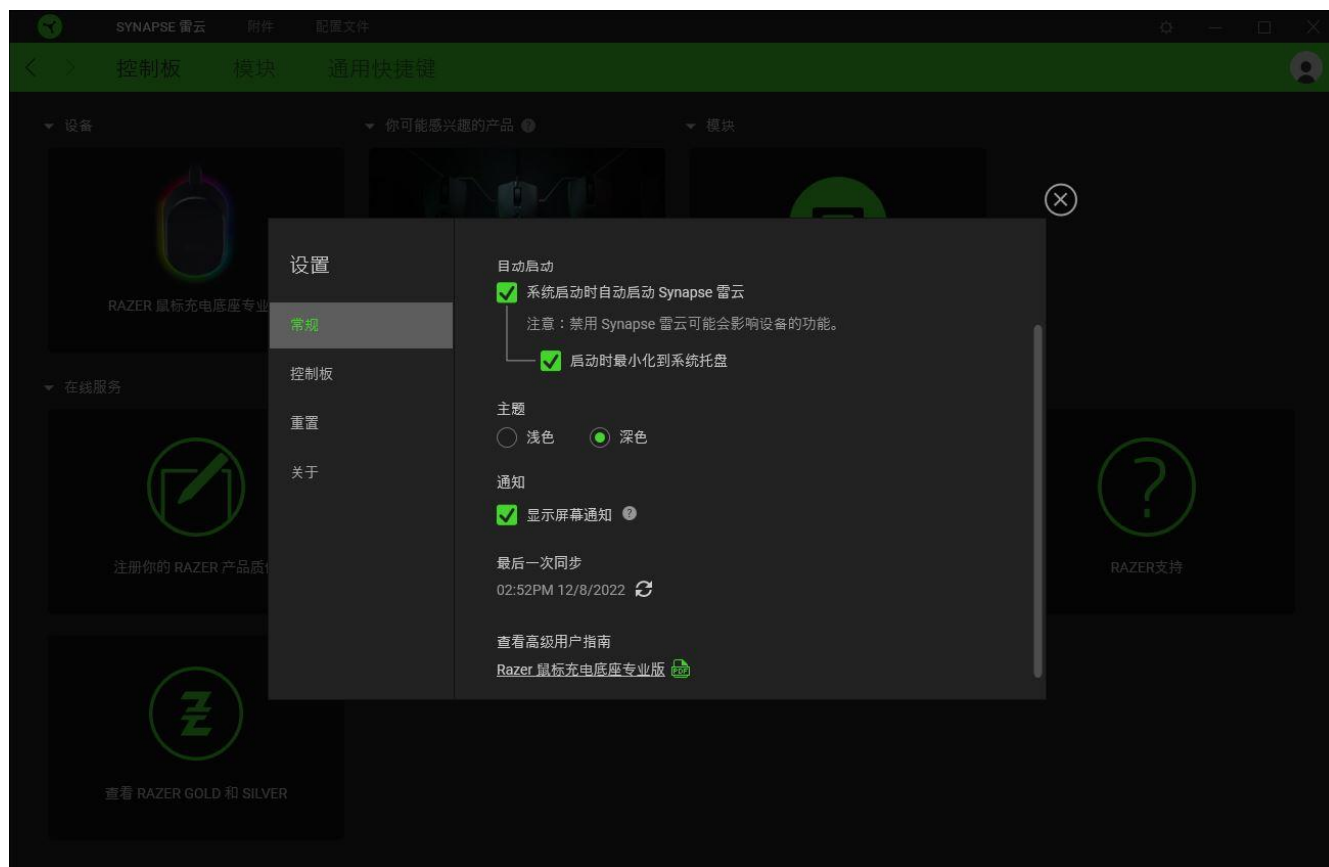 SYNAPSE 雷云 附件 配置文件
控制板 模块 通用快捷键
设备 你可能感兴趣的产品 模块
RAZER 鼠标充电底座专业
在线服务
注册你的 RAZER 产品质
RAZER支持
查看 RAZER GOLD 和 SILVER
设置
常规
控制板
重置
关于
自动启动
系统启动时自动启动 Synapse 雷云
注意：禁用 Synapse 雷云可能会影响设备的功能。
启动时最小化到系统托盘
主题
浅色 深色
通知
显示屏幕通知
最后一次同步
02:52PM 12/8/2022
查看高级用户指南
Razer 鼠标充电底座专业版 PDF